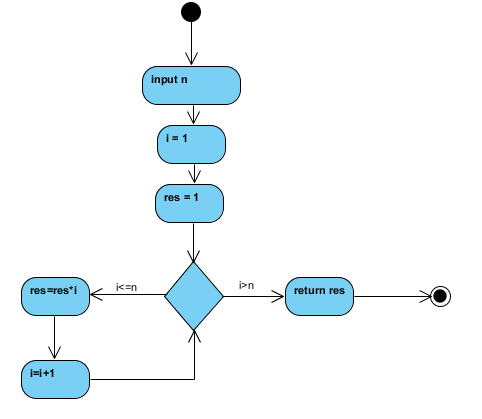 input n
i = 1
res = 1
res=res*i
i<=n
i>n
return res
i=i+1